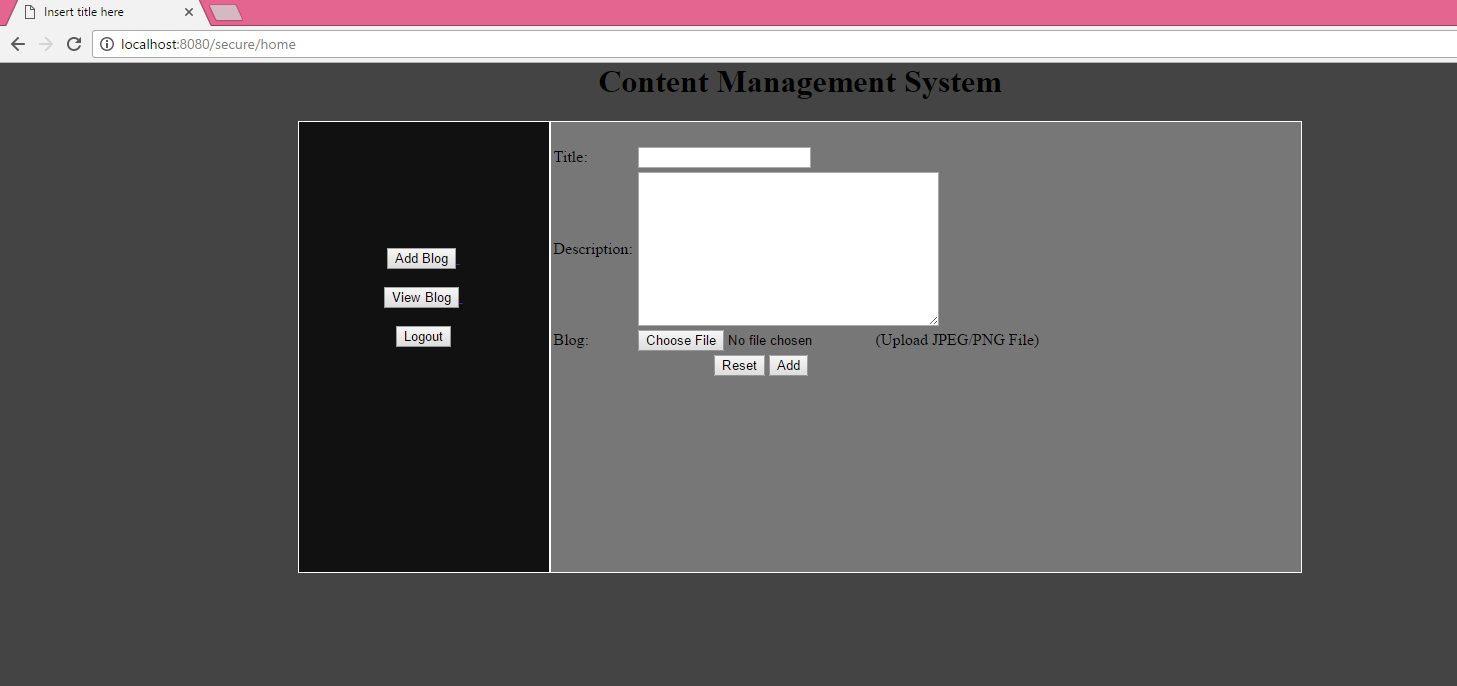 Insert title here
localhost:8080/secure/home
Content Management System
Add Blog
View Blog
Logout
Title:
Description:
Blog: Choose File No file chosen (Upload JPEG/PNG File)
Reset Add